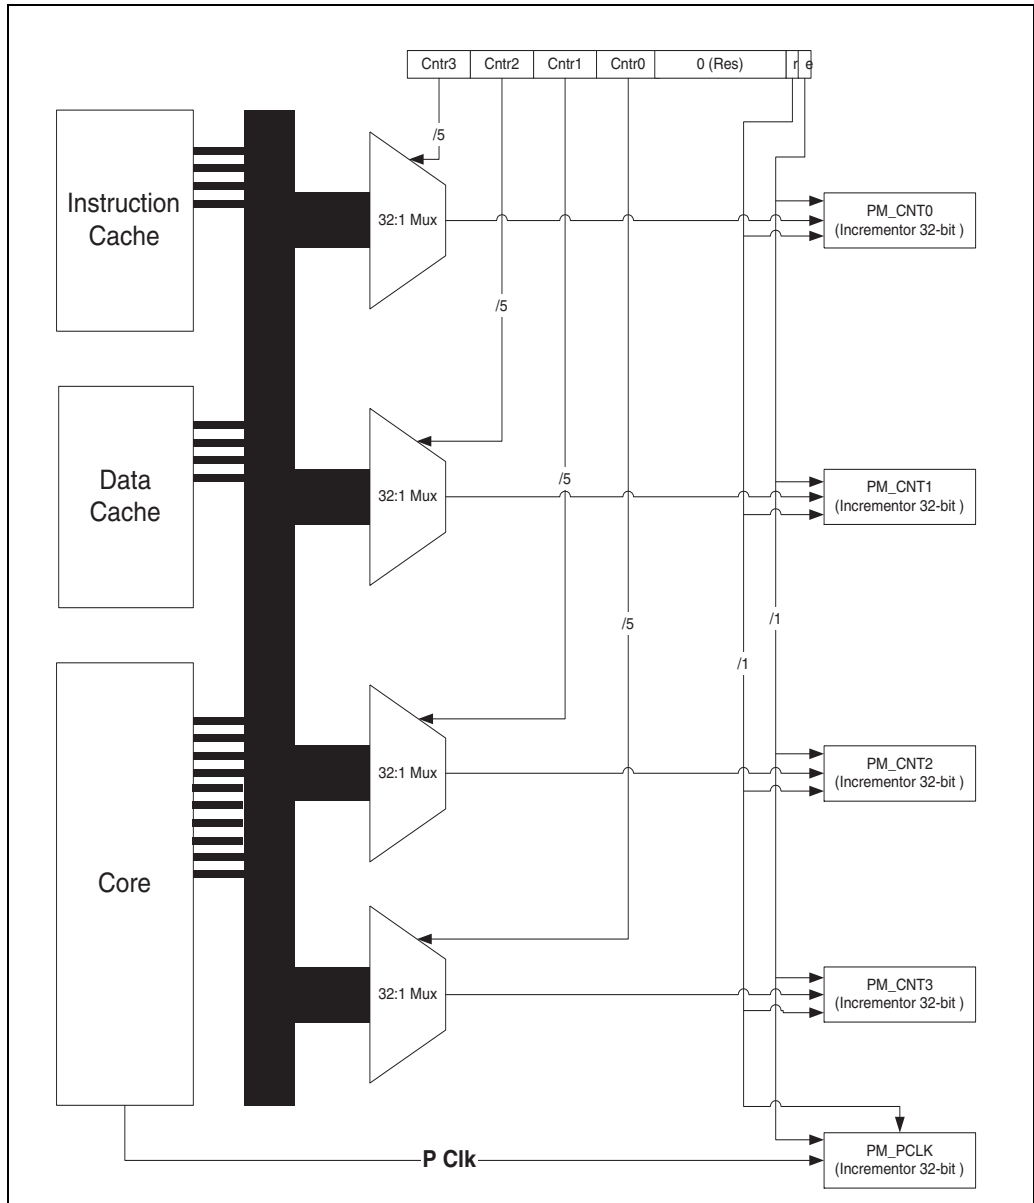 Cntr3 Cntr2 Cntr1 Cntr0 0 (Res) r e
/5
Instruction
Cache
32:1 Mux
PM_CNT0
(Incrementor 32-bit )
/5
Data
Cache
32:1 Mux
/5
PM_CNT1
(Incrementor 32-bit )
/5
/1
/1
Core
32:1 Mux
PM_CNT2
(Incrementor 32-bit )
32:1 Mux
PM_CNT3
(Incrementor 32-bit )
P Clk
PM_PCLK
(Incrementor 32-bit )